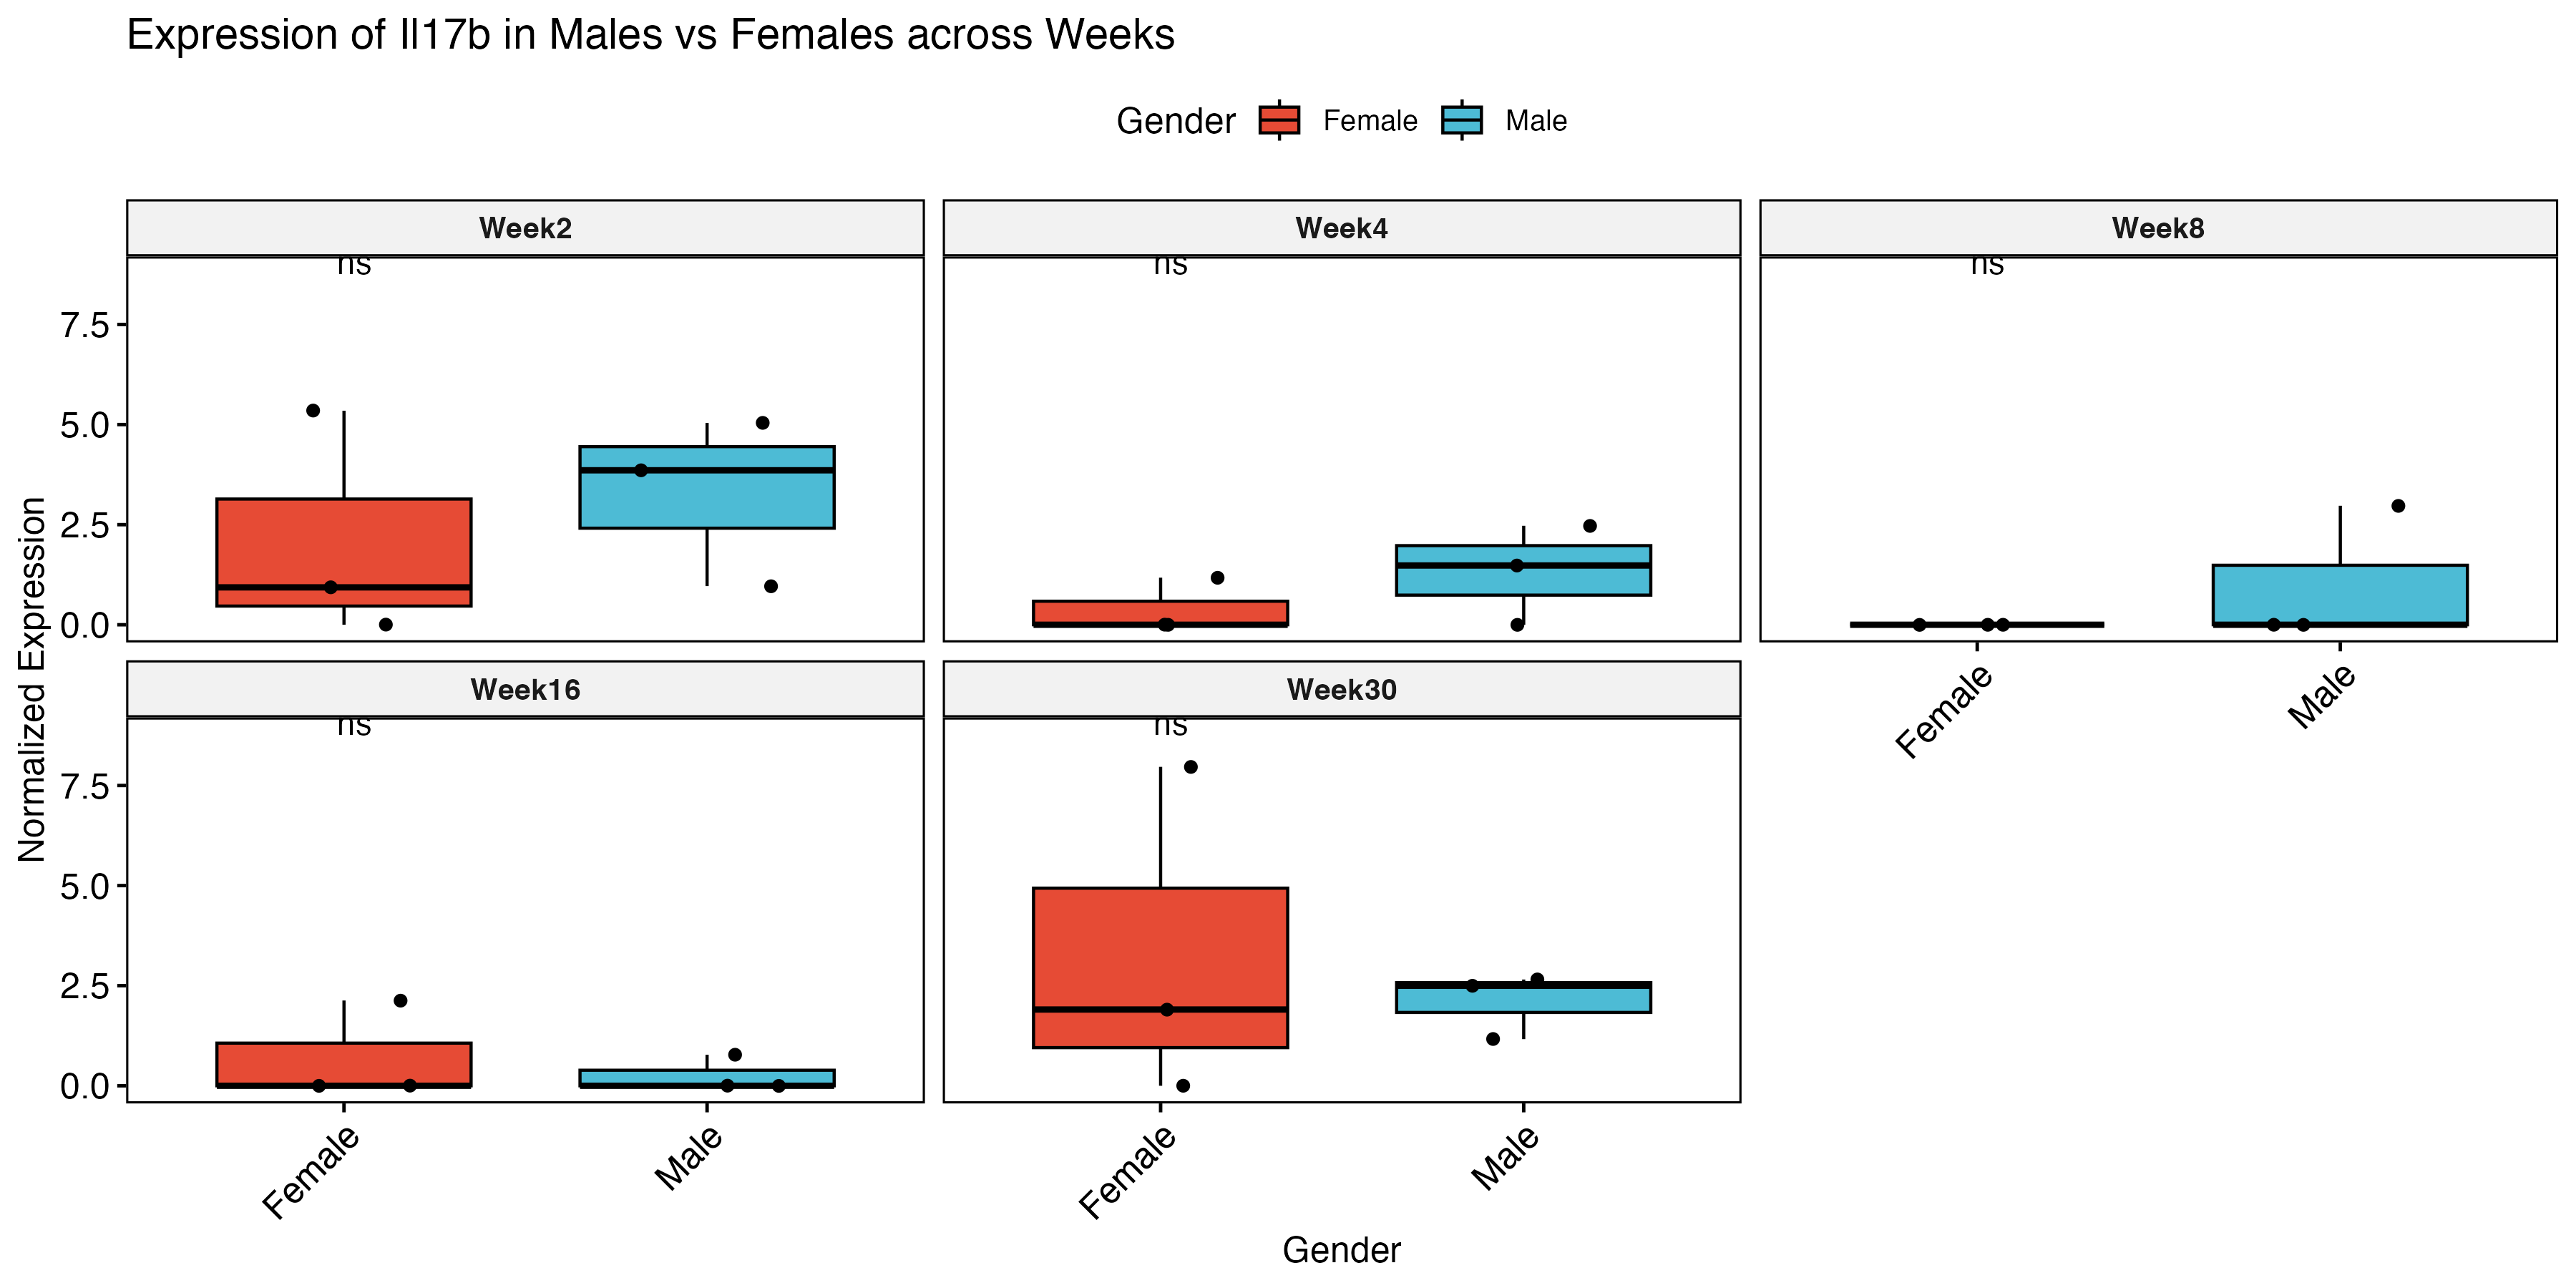 Expression of Il17b in Males vs Females across Weeks
Gender Female Male
Week2 Week4 Week8
ns ns ns
7.5
5.0
2.5
0.0
Normalized Expression
Female Male
Week16 Week30
ns ns
7.5
5.0
2.5
0.0
Female Male Female Male
Gender